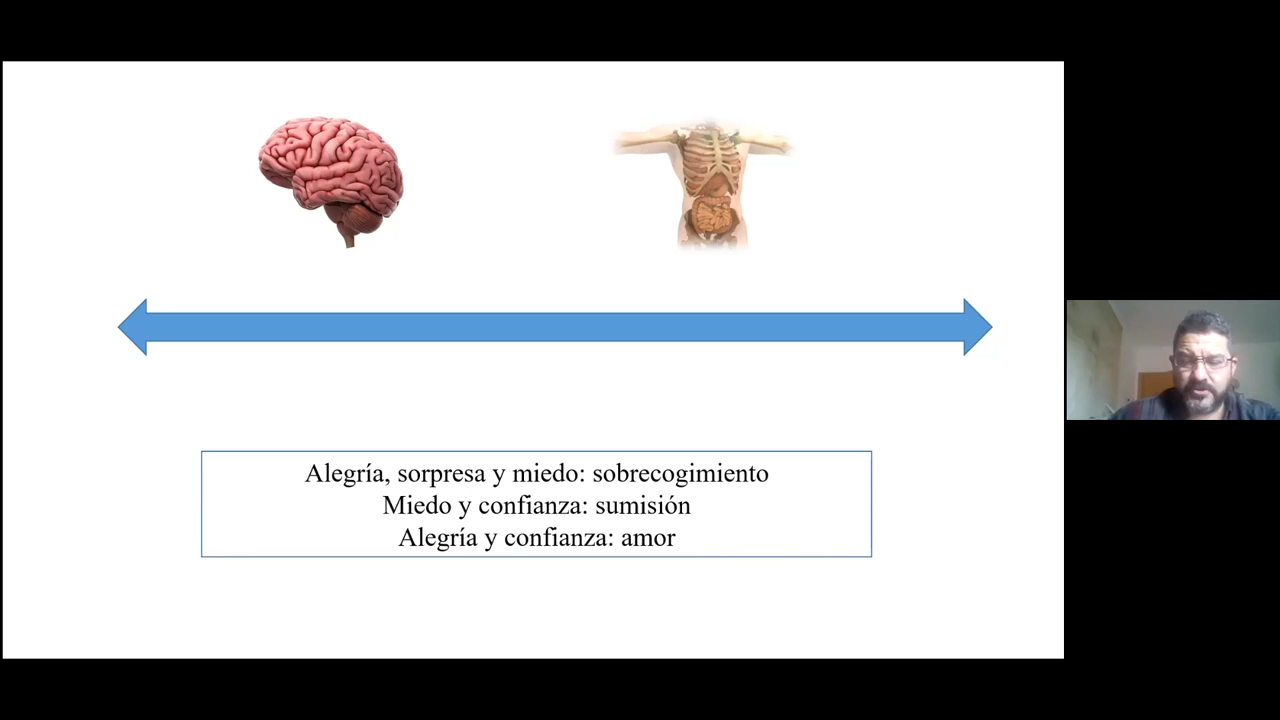 Alegría, sorpresa y miedo: sobrecogimiento
Miedo y confianza: sumisión
Alegría y confianza: amor